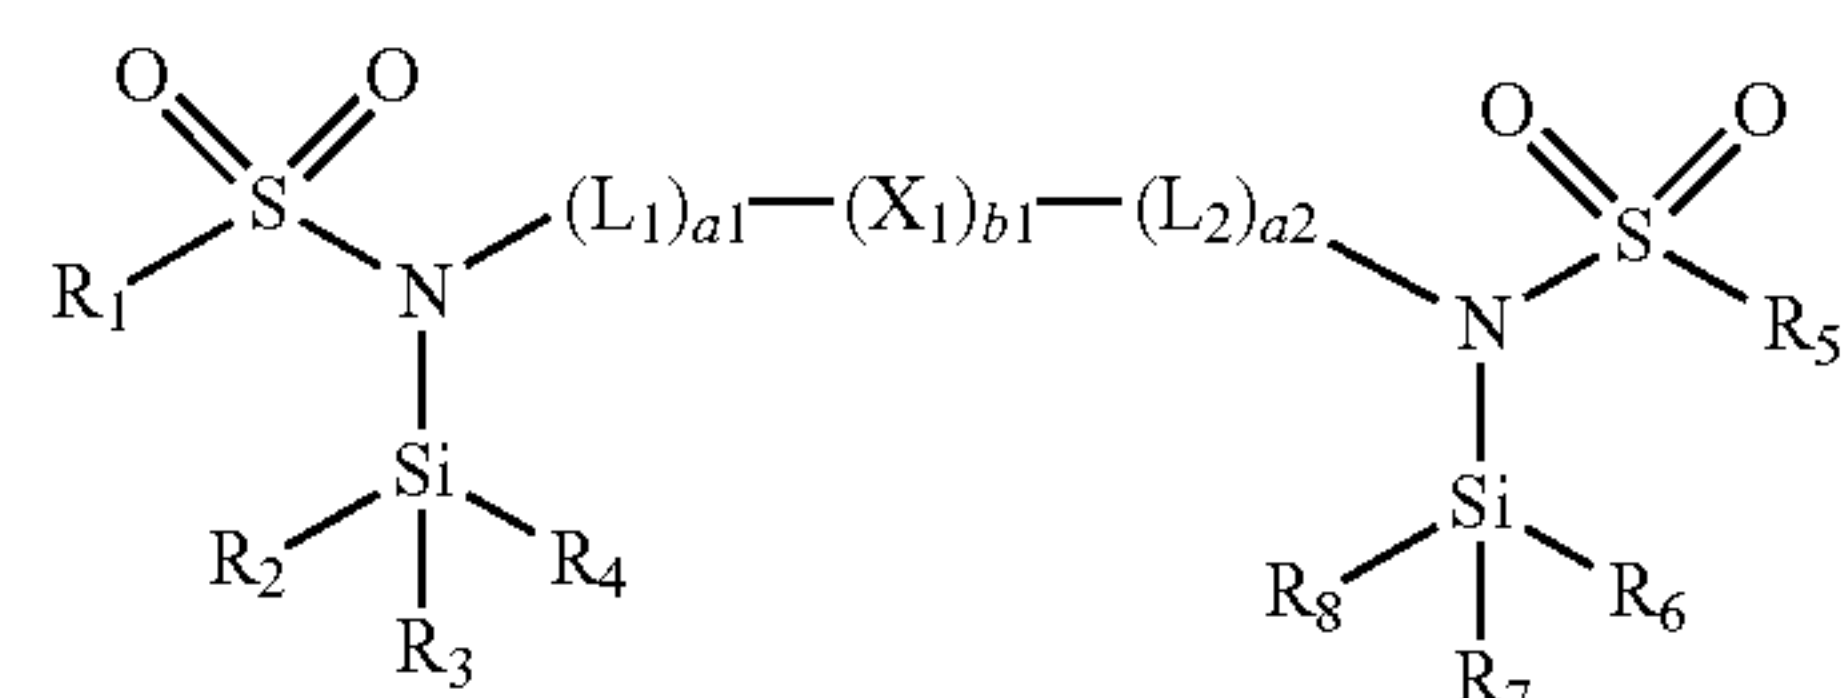 O O O O
S (L1)a1—(X1)b1—(L2)a2 S
R1 N N R5
Si Si
R2 R4 R8 R6
R3 R7